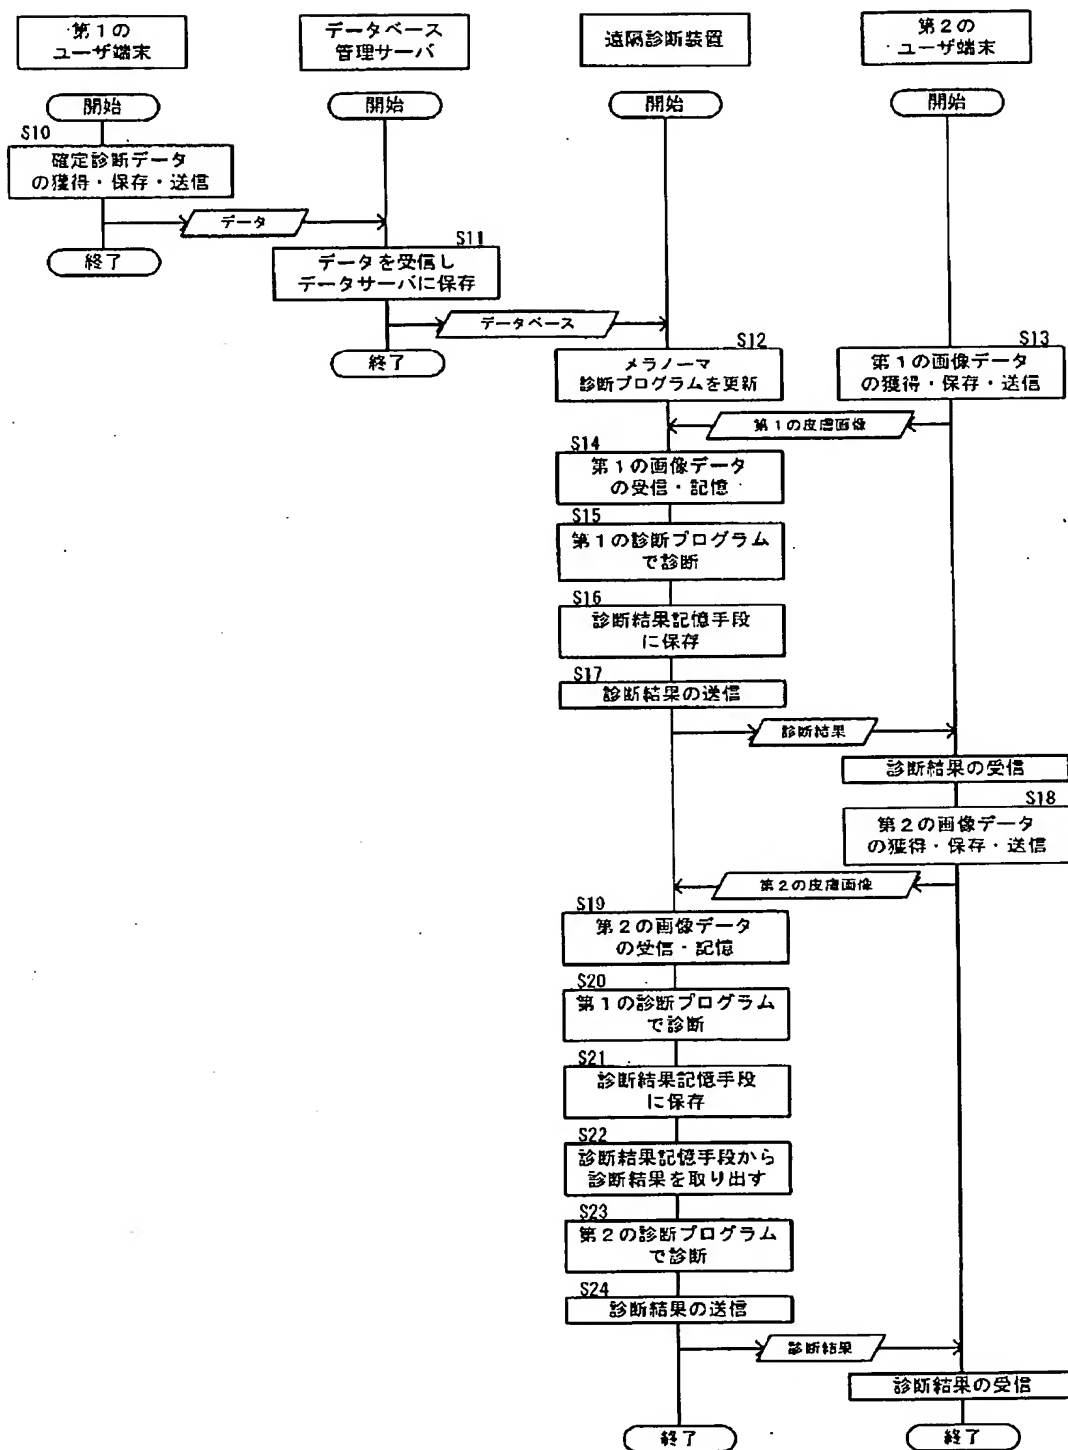 第1の
ユーザ端末
データベース
管理サーバ
遠隔診断装置
第2の
ユーザ端末
開始
開始
開始
開始
S10
確定診断データ
の獲得・保存・送信
データ
終了
S11
データを受信し
データサーバに保存
データベース
終了
S12
メラノーマ
診断プログラムを更新
S13
第1の画像データ
の獲得・保存・送信
第1の皮膚画像
S14
第1の画像データ
の受信・記憶
S15
第1の診断プログラム
で診断
S16
診断結果記憶手段
に保存
S17
診断結果の送信
診断結果
診断結果の受信
S18
第2の画像データ
の獲得・保存・送信
第2の皮膚画像
S19
第2の画像データ
の受信・記憶
S20
第1の診断プログラム
で診断
S21
診断結果記憶手段
に保存
S22
診断結果記憶手段から
診断結果を取り出す
S23
第2の診断プログラム
で診断
S24
診断結果の送信
診断結果
診断結果の受信
終了
終了